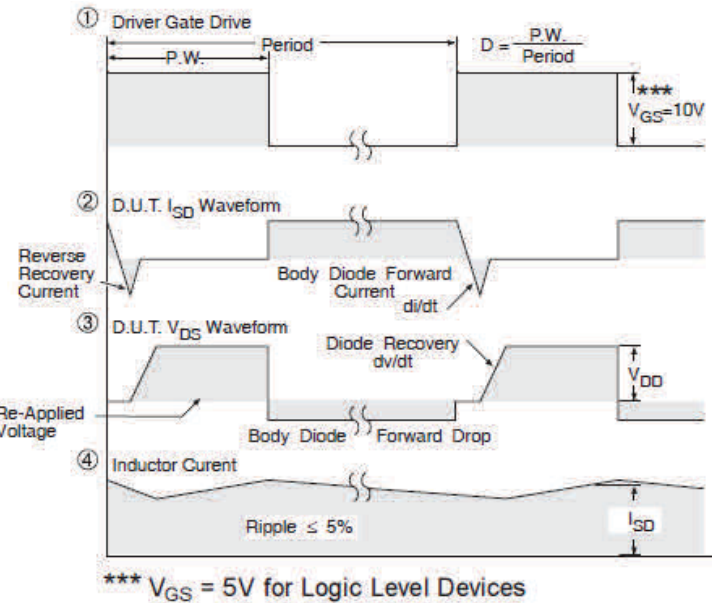 ① Driver Gate Drive
P.W.
Period
D = P.W.
Period
***
VGS=10V
② D.U.T. ISD Waveform
Reverse
Recovery
Current
Body Diode Forward
Current
di/dt
③ D.U.T. VDS Waveform
Diode Recovery
dv/dt
VDD
Re-Applied
Voltage
Body Diode Forward Drop
④ Inductor Curent
Ripple ≤ 5%
ISD
*** VGS = 5V for Logic Level Devices